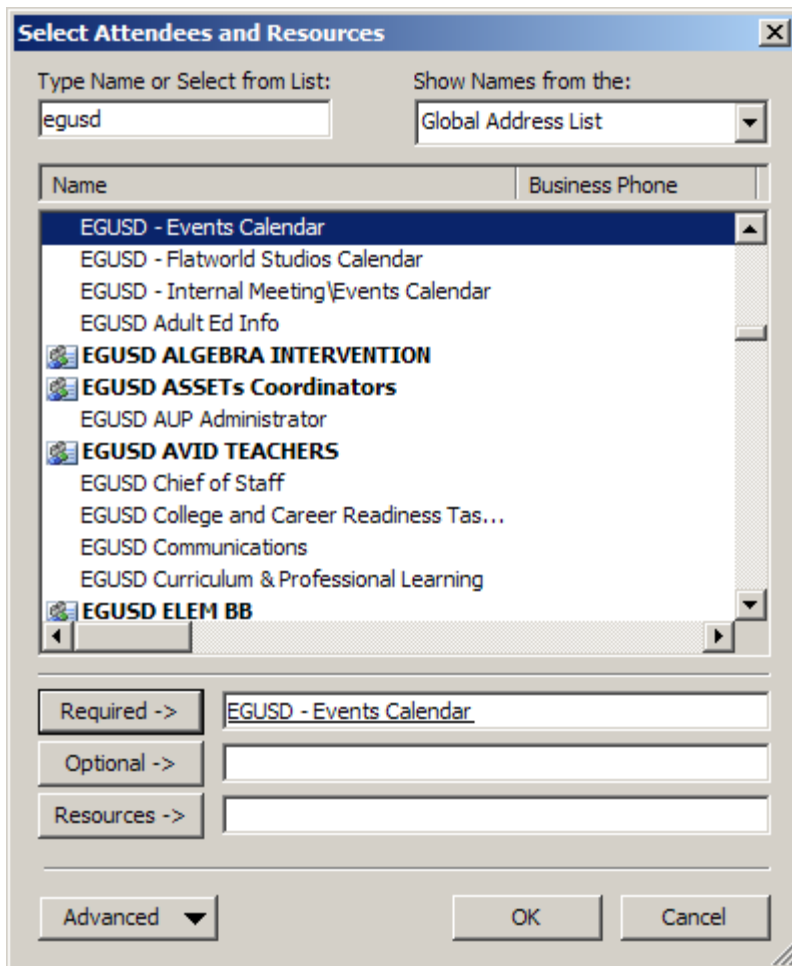 Select Attendees and Resources
Type Name or Select from List: Show Names from the:
egusd Global Address List
Name Business Phone
EGUSD - Events Calendar
EGUSD - Flatworld Studios Calendar
EGUSD - Internal Meeting\Events Calendar
EGUSD Adult Ed Info
EGUSD ALGEBRA INTERVENTION
EGUSD ASSETs Coordinators
EGUSD AUP Administrator
EGUSD AVID TEACHERS
EGUSD Chief of Staff
EGUSD College and Career Readiness Tas...
EGUSD Communications
EGUSD Curriculum & Professional Learning
EGUSD ELEM BB
Required -> EGUSD - Events Calendar
Optional ->
Resources ->
Advanced OK Cancel